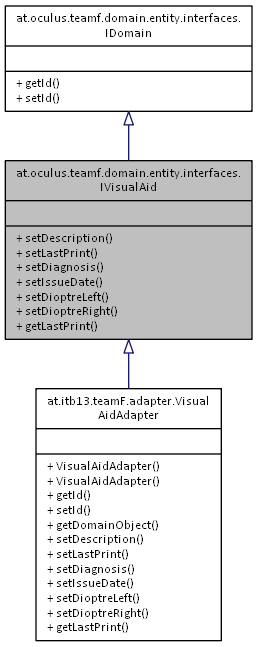 at.oculus.teamf.domain.entity.interfaces.
IDomain
+ getId()
+ setId()
at.oculus.teamf.domain.entity.interfaces.
IVisualAid
+ setDescription()
+ setLastPrint()
+ setDiagnosis()
+ setIssueDate()
+ setDioptreLeft()
+ setDioptreRight()
+ getLastPrint()
at.itb13.teamF.adapter.Visual
AidAdapter
+ VisualAidAdapter()
+ VisualAidAdapter()
+ getId()
+ setId()
+ getDomainObject()
+ setDescription()
+ setLastPrint()
+ setDiagnosis()
+ setIssueDate()
+ setDioptreLeft()
+ setDioptreRight()
+ getLastPrint()